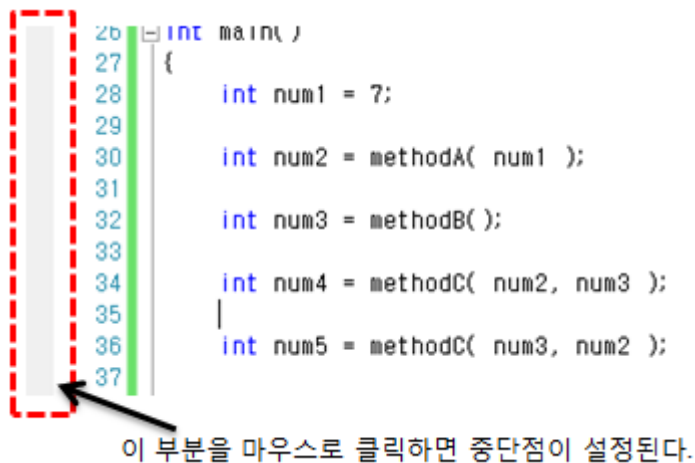 26 int main()
27 {
28 int num1 = 7;
29
30 int num2 = methodA( num1 );
31
32 int num3 = methodB();
33
34 int num4 = methodC( num2, num3 );
35
36 int num5 = methodC( num3, num2 );
37
이 부분을 마우스로 클릭하면 중단점이 설정된다.